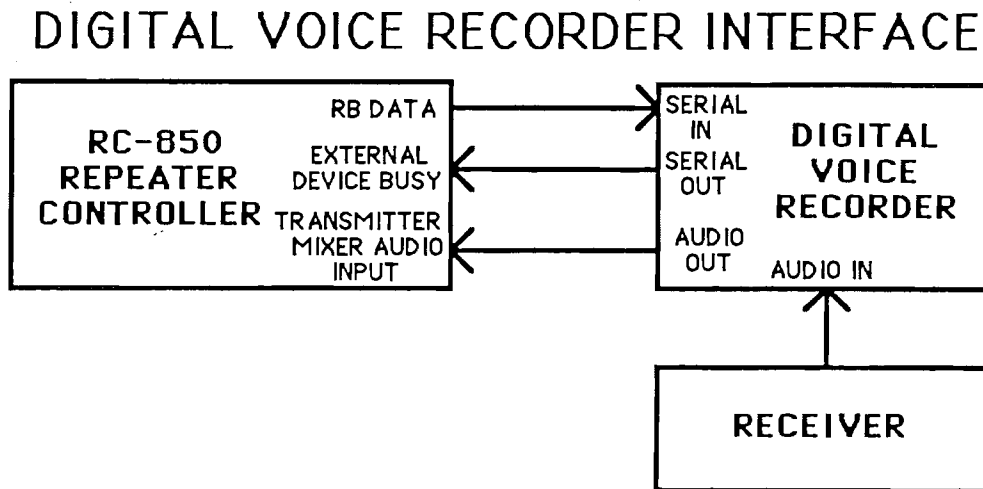 DIGITAL VOICE RECORDER INTERFACE
RC-850
REPEATER
CONTROLLER
RB DATA
EXTERNAL
DEVICE BUSY
TRANSMITTER
MIXER AUDIO
INPUT
SERIAL
IN
SERIAL
OUT
AUDIO
OUT
AUDIO IN
DIGITAL
VOICE
RECORDER
RECEIVER